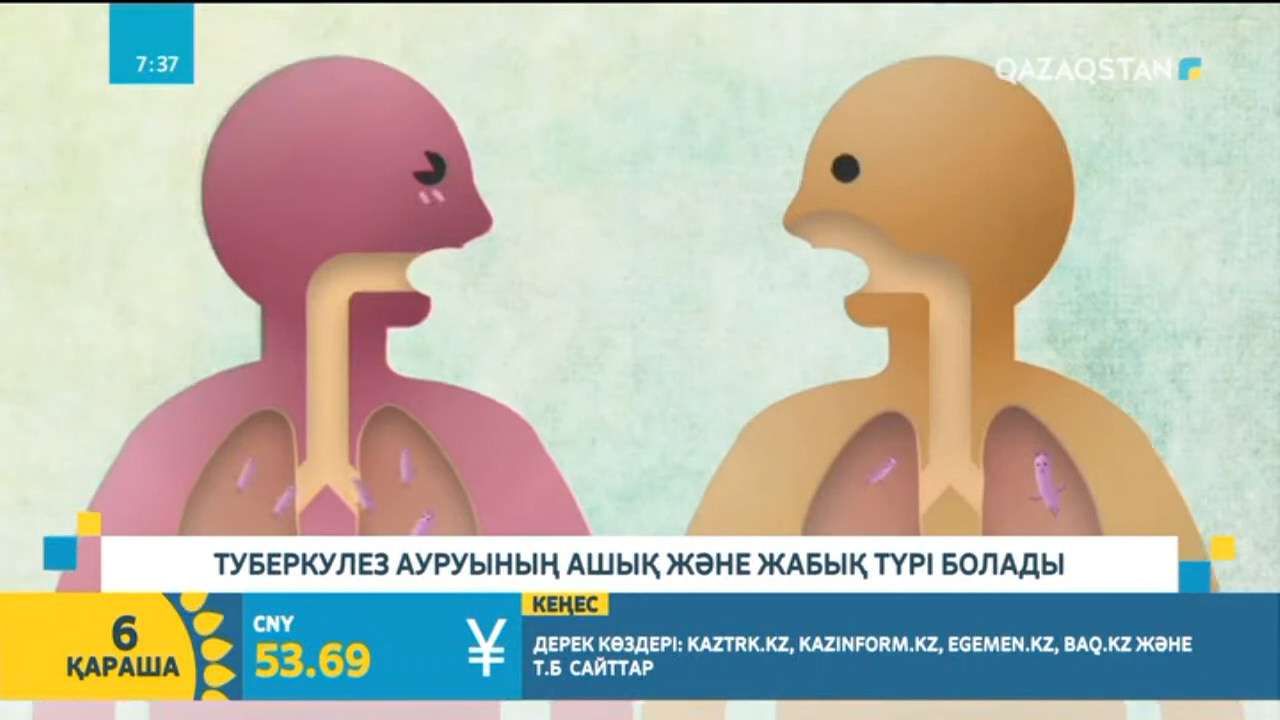 7:37
QAZAQSTAN
ТУБЕРКУЛЕЗ АУРУЫНЫҢ АШЫҚ ЖӘНЕ ЖАБЫҚ ТҮРІ БОЛАДЫ
6
ҚАРАША
CNY
53.69
¥
КЕҢЕС
ДЕРЕК КӨЗДЕРІ: KAZTRK.KZ, KAZINFORM.KZ, EGEMEN.KZ, BAQ.KZ ЖӘНЕ
Т.Б САЙТТАР